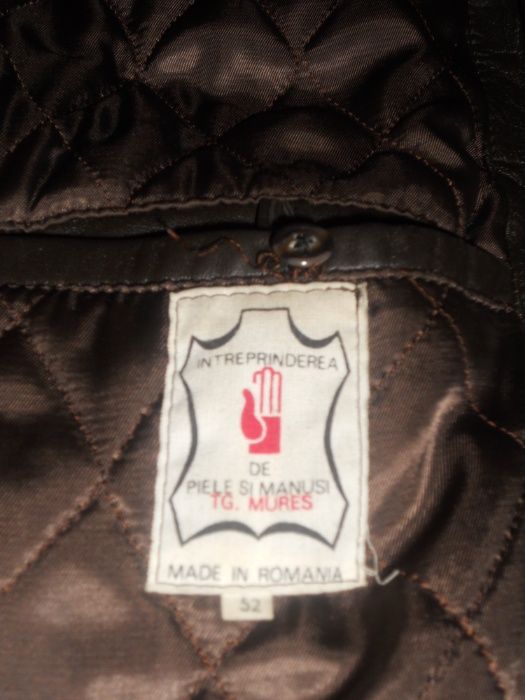 INTREPRINDEREA
DE
PIELE SI MANUSI
TG. MURES
MADE IN ROMANIA
52